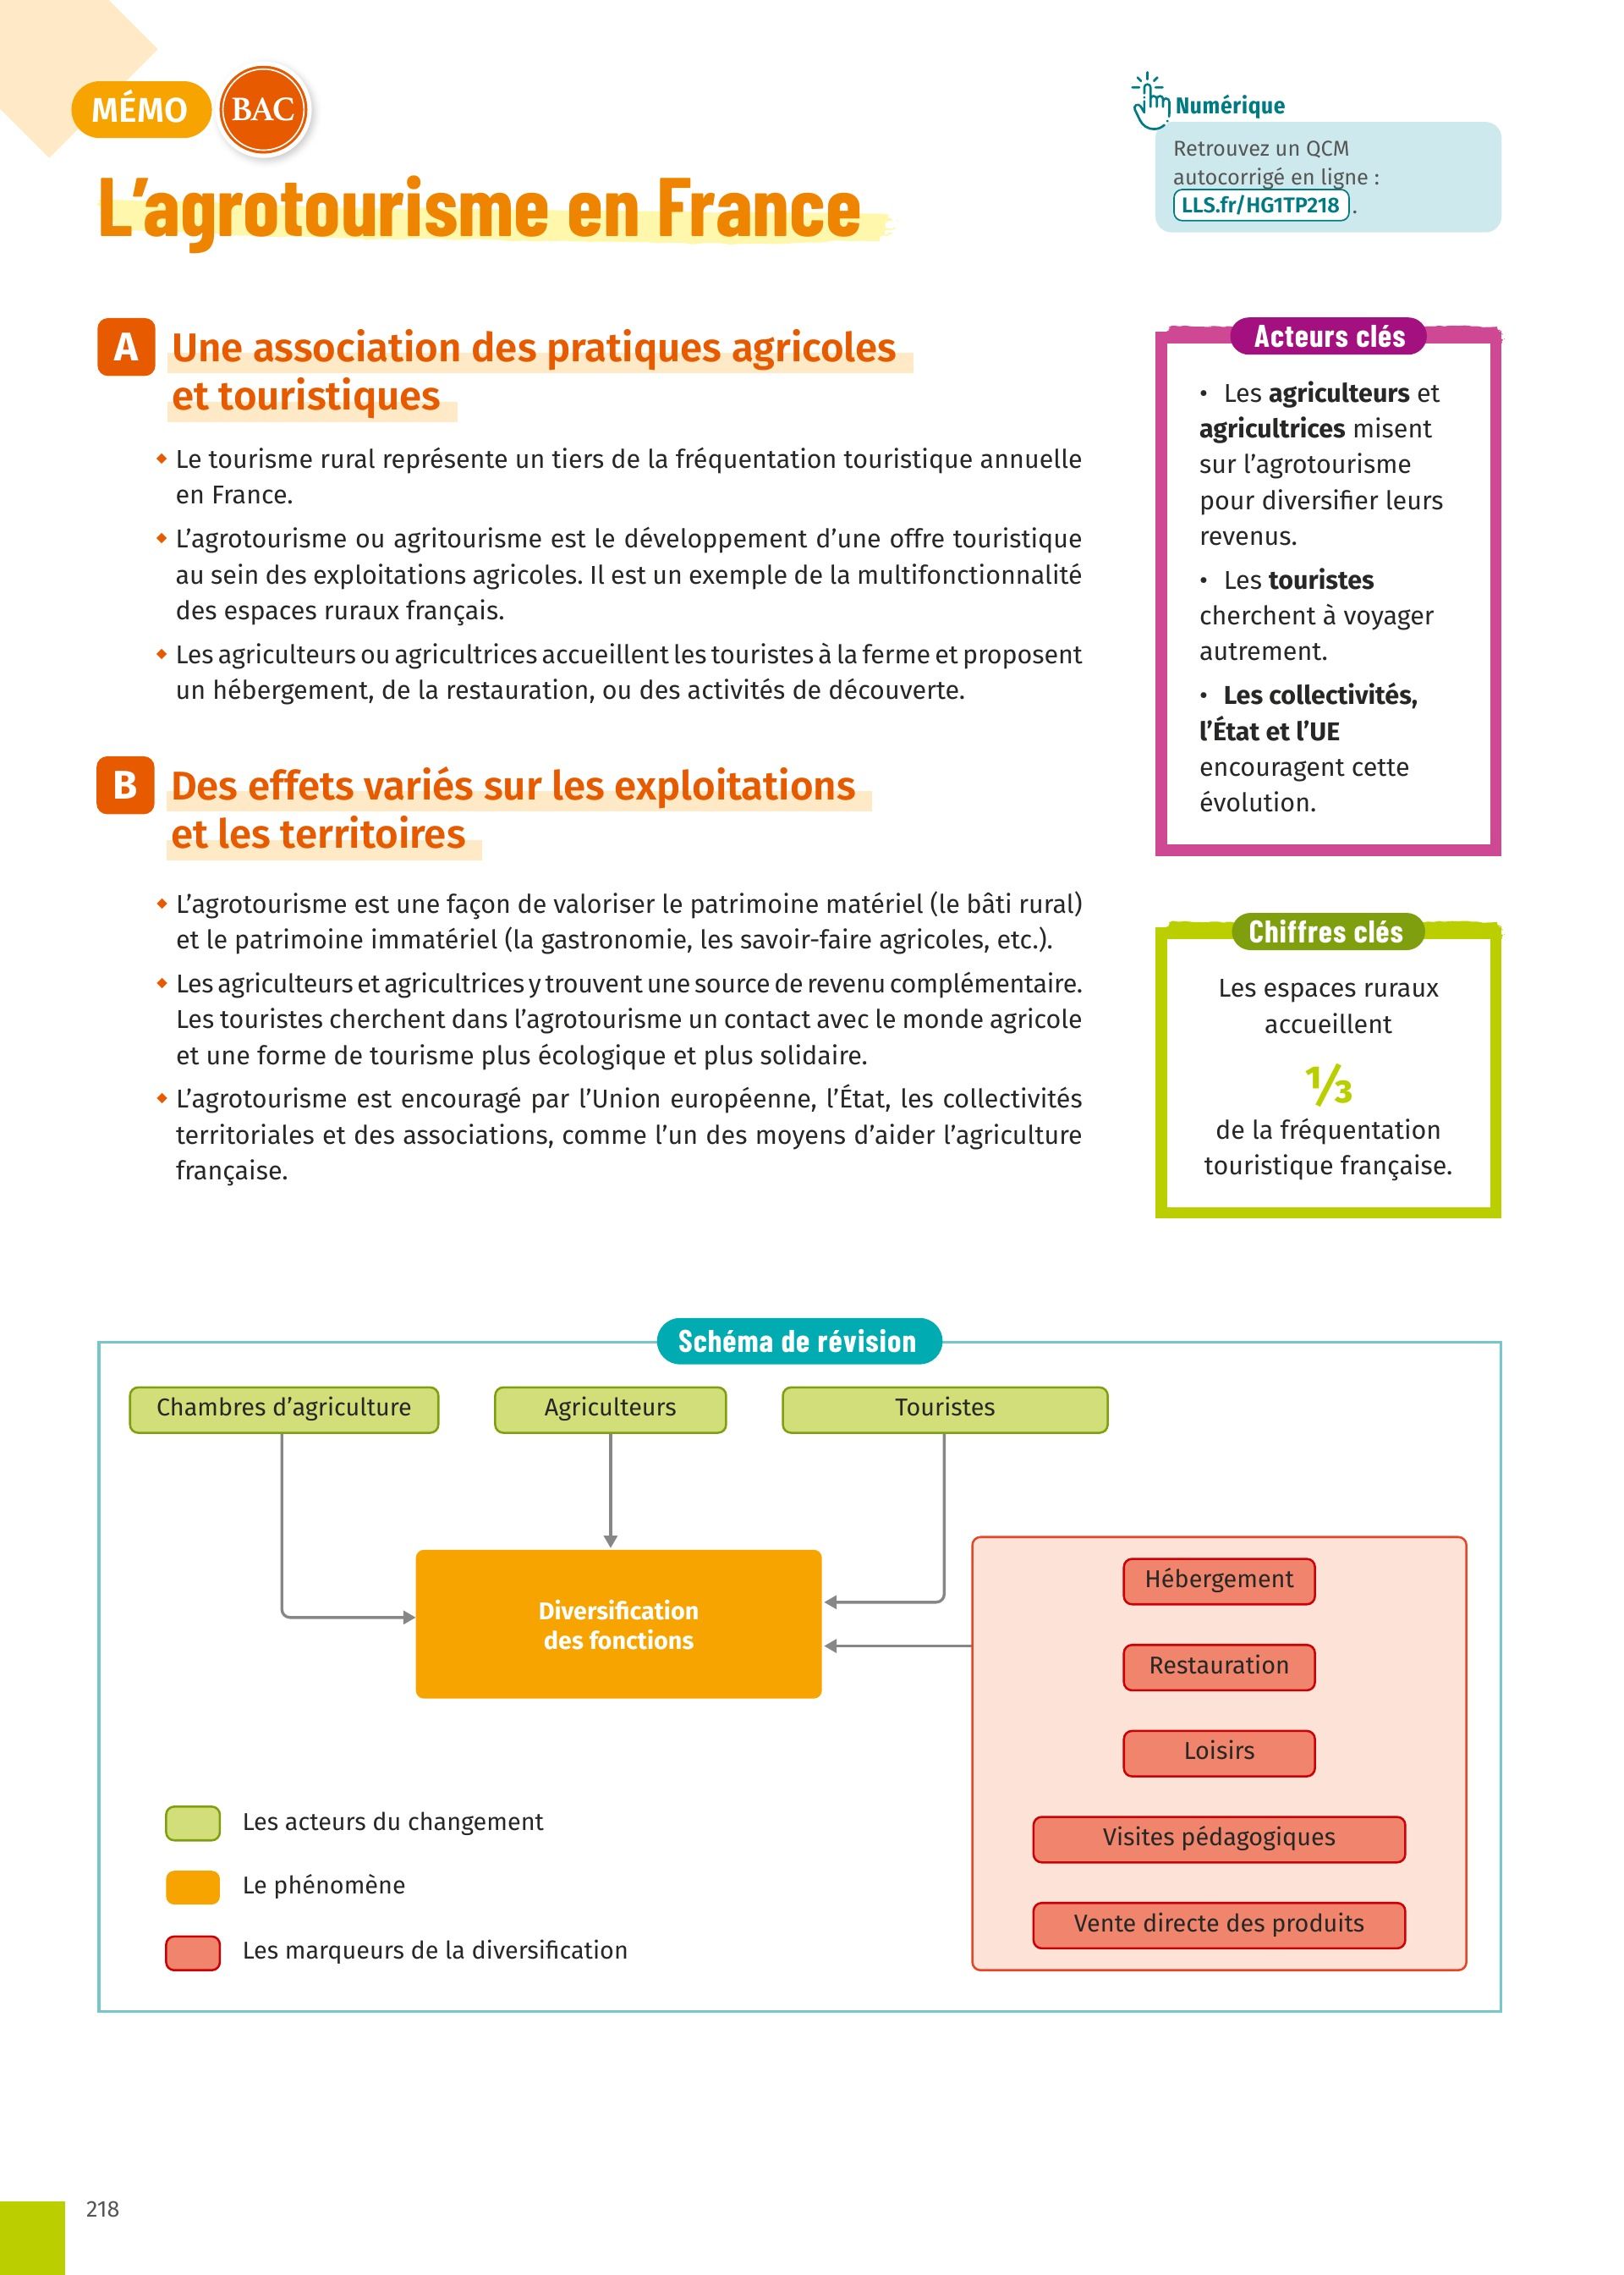 MÉMO
BAC
L’agrotourisme en France
Numérique
Retrouvez un QCM
autocorrigé en ligne :
LLS.fr/HG1TP218 .
A
Une association des pratiques agricoles
et touristiques
Le tourisme rural représente un tiers de la fréquentation touristique annuelle
en France.
L’agrotourisme ou agritourisme est le développement d’une offre touristique
au sein des exploitations agricoles. Il est un exemple de la multifonctionnalité
des espaces ruraux français.
Les agriculteurs ou agricultrices accueillent les touristes à la ferme et proposent
un hébergement, de la restauration, ou des activités de découverte.
B
Des effets variés sur les exploitations
et les territoires
L’agrotourisme est une façon de valoriser le patrimoine matériel (le bâti rural)
et le patrimoine immatériel (la gastronomie, les savoir-faire agricoles, etc.).
Les agriculteurs et agricultrices y trouvent une source de revenu complémentaire.
Les touristes cherchent dans l’agrotourisme un contact avec le monde agricole
et une forme de tourisme plus écologique et plus solidaire.
L’agrotourisme est encouragé par l’Union européenne, l’État, les collectivités
territoriales et des associations, comme l’un des moyens d’aider l’agriculture
française.
Acteurs clés
• Les agriculteurs et
agricultrices misent
sur l’agrotourisme
pour diversifier leurs
revenus.
• Les touristes
cherchent à voyager
autrement.
• Les collectivités,
l’État et l’UE
encouragent cette
évolution.
Chiffres clés
Les espaces ruraux
accueillent
⅓
de la fréquentation
touristique française.
Schéma de révision
Chambres d’agriculture
Agriculteurs
Touristes
Diversification
des fonctions
Hébergement
Restauration
Loisirs
Visites pédagogiques
Vente directe des produits
Les acteurs du changement
Le phénomène
Les marqueurs de la diversification
218